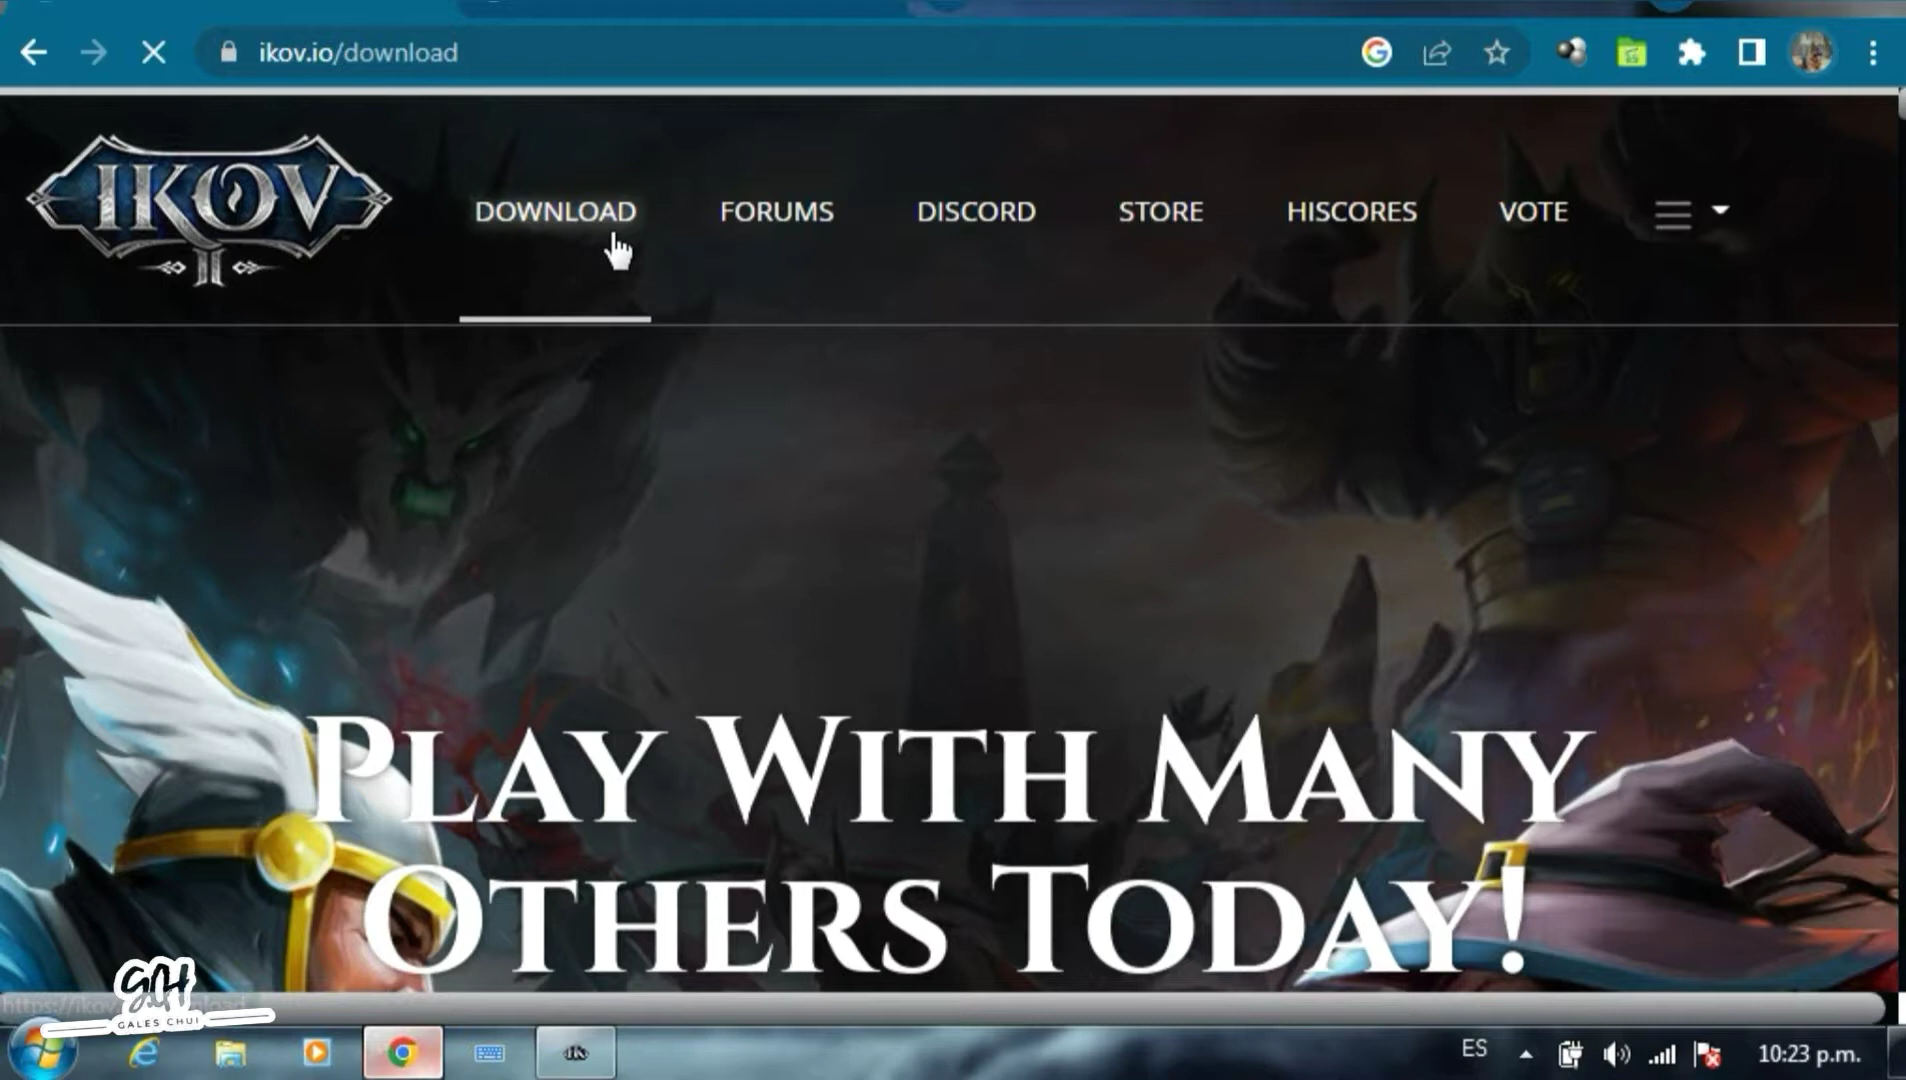 ikov.io/download
IKOV
II
DOWNLOAD
FORUMS
DISCORD
STORE
HISCORES
VOTE
PLAY WITH MANY
OTHERS TODAY!
GH
GALES CHUI
ES
10:23 p.m.